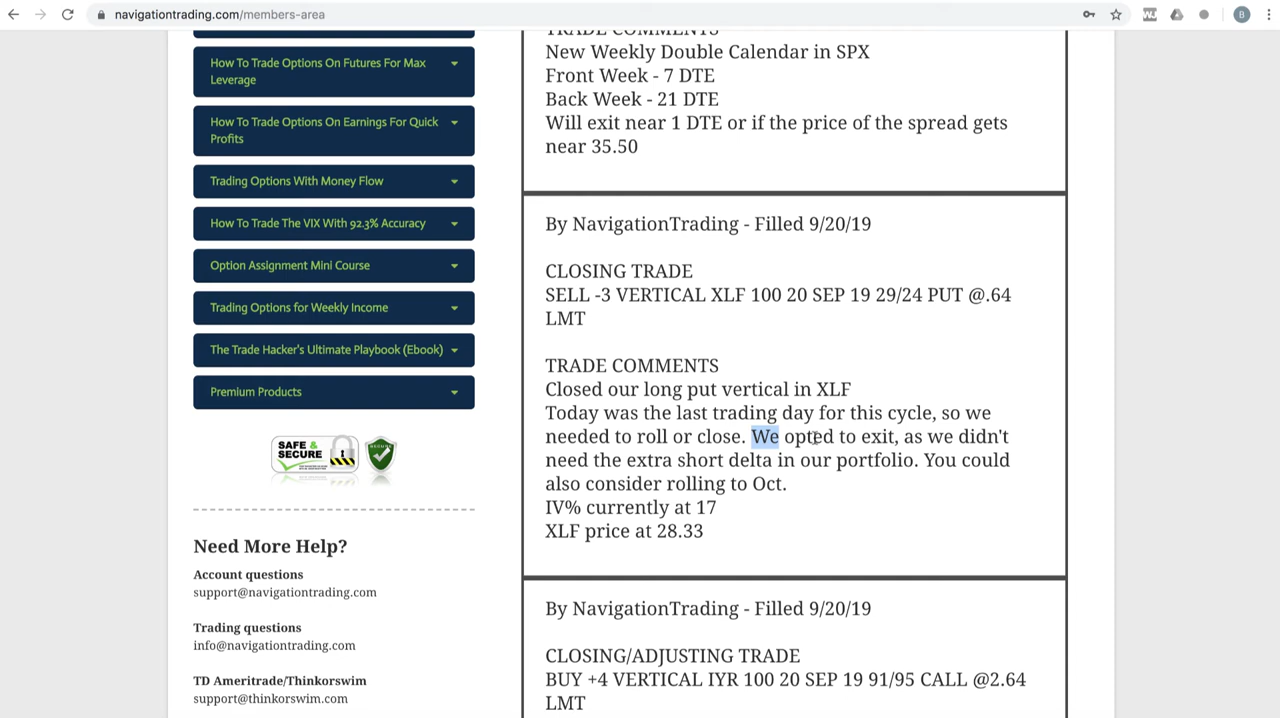 navigationtrading.com/members-area
B
How To Trade Options On Futures For Max
Leverage
How To Trade Options On Earnings For Quick
Profits
Trading Options With Money Flow
How To Trade The VIX With 92.3% Accuracy
Option Assignment Mini Course
Trading Options for Weekly Income
The Trade Hacker's Ultimate Playbook (Ebook)
Premium Products
SAFE &
SECURE
Need More Help?
Account questions
support@navigationtrading.com
Trading questions
info@navigationtrading.com
TD Ameritrade/Thinkorswim
support@thinkorswim.com
TRADE COMMENTS
New Weekly Double Calendar in SPX
Front Week - 7 DTE
Back Week - 21 DTE
Will exit near 1 DTE or if the price of the spread gets
near 35.50
By NavigationTrading - Filled 9/20/19
CLOSING TRADE
SELL -3 VERTICAL XLF 100 20 SEP 19 29/24 PUT @.64
LMT
TRADE COMMENTS
Closed our long put vertical in XLF
Today was the last trading day for this cycle, so we
needed to roll or close. We opted to exit, as we didn't
need the extra short delta in our portfolio. You could
also consider rolling to Oct.
IV% currently at 17
XLF price at 28.33
By NavigationTrading - Filled 9/20/19
CLOSING/ADJUSTING TRADE
BUY +4 VERTICAL IYR 100 20 SEP 19 91/95 CALL @2.64
LMT